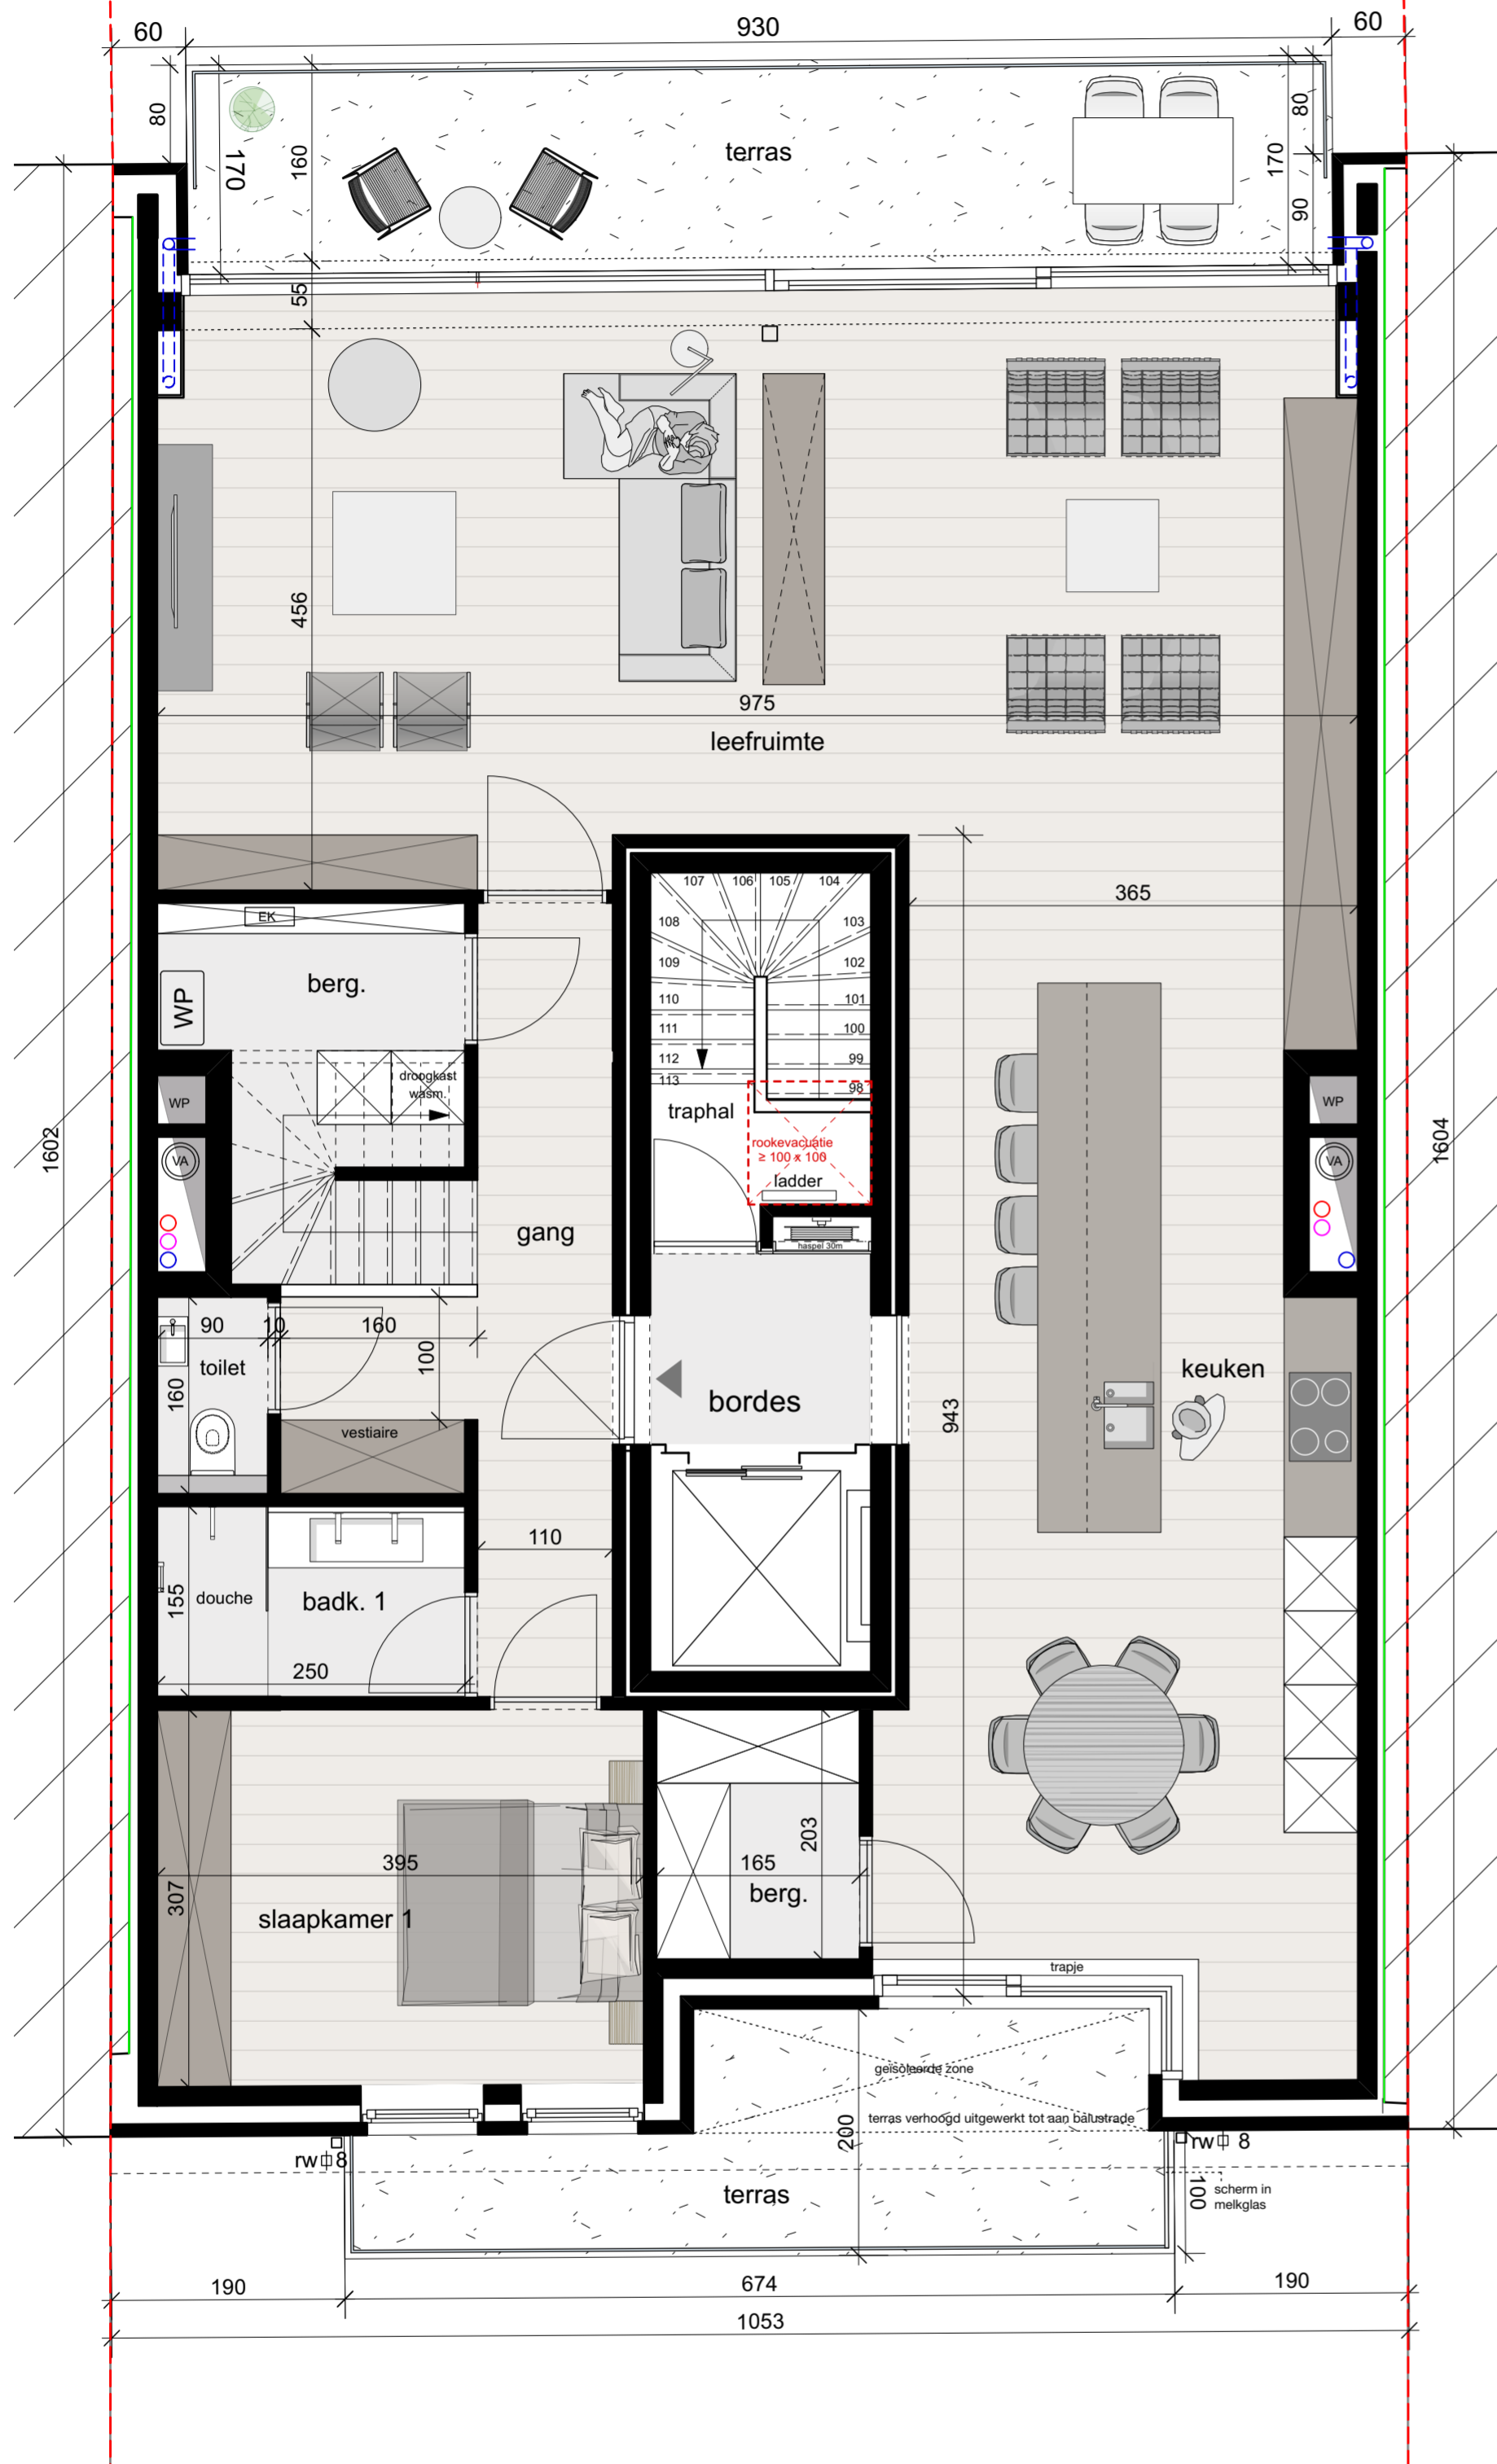 60
930
60
80
170
160
terras
170
80
90
55
456
975
leefruimte
365
EK
berg.
WP
droogkast
wasm.
WP
VA
107
106
105
104
108
103
109
102
110
101
111
100
112
99
113
98
traphal
rookevacuatie
≥ 100 x 100
ladder
haspel 30m
WP
VA
1602
1604
gang
90
10
160
toilet
160
100
vestiaire
bordes
943
keuken
110
155
douche
badk. 1
250
395
307
slaapkamer 1
203
165
berg.
trapje
geïsoleerde zone
terras verhoogd uitgewerkt tot aan balustrade
200
rw 8
rw 8
terras
100
scherm in
melkglas
190
674
190
1053